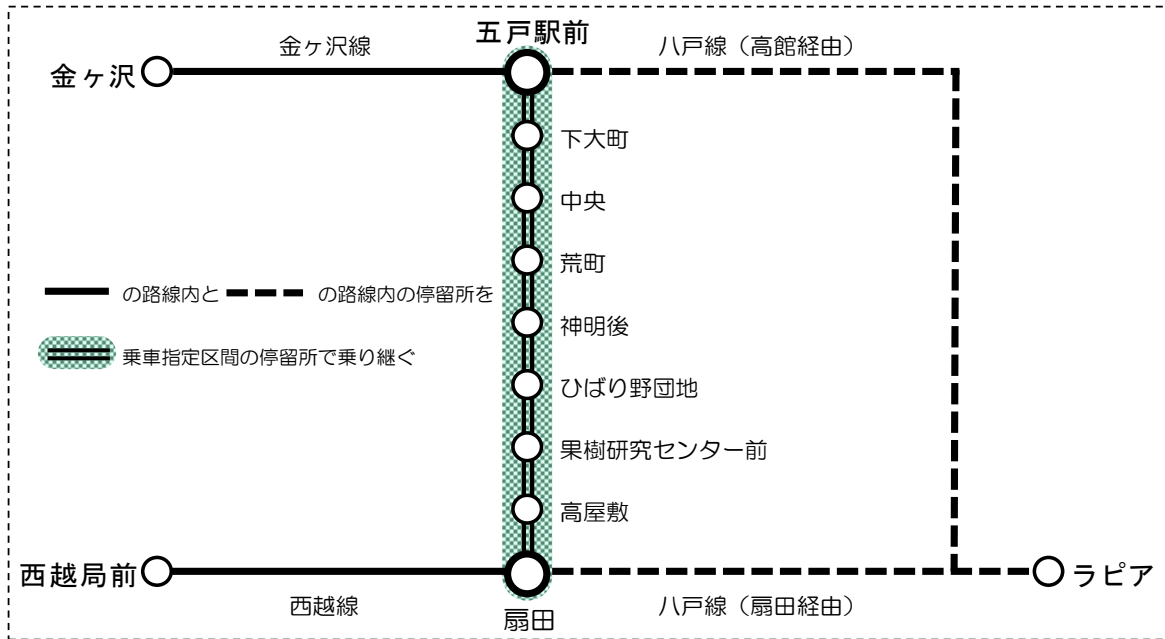 五戸駅前
金ヶ沢線
八戸線（高館経由）
金ヶ沢
下大町
中央
荒町
の路線内と の路線内の停留所を
神明後
乗車指定区間の停留所で乗り継ぐ
ひばり野団地
果樹研究センター前
高屋敷
西越局前
ラピア
西越線
扇田
八戸線（扇田経由）